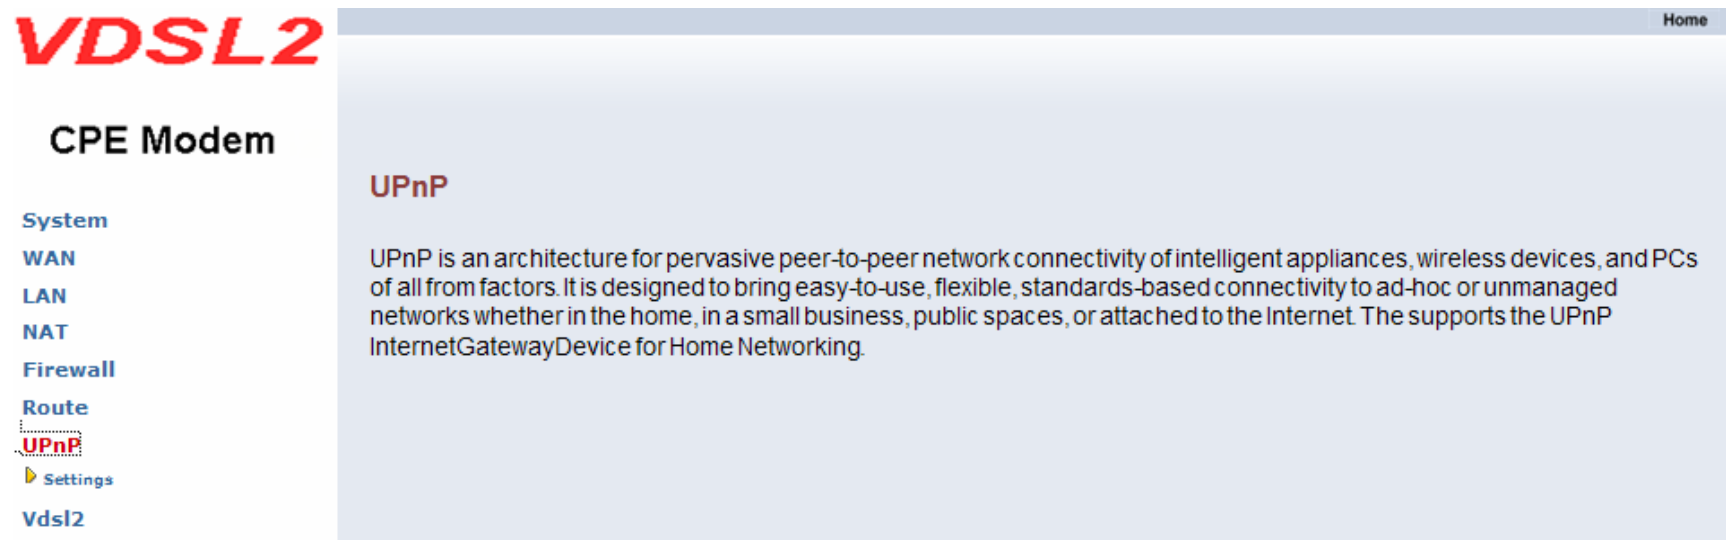 VDSL2
Home
CPE Modem
System
WAN
LAN
NAT
Firewall
Route
UPnP
Settings
Vdsl2
UPnP
UPnP is an architecture for pervasive peer-to-peer network connectivity of intelligent appliances, wireless devices, and PCs
of all from factors. It is designed to bring easy-to-use, flexible, standards-based connectivity to ad-hoc or unmanaged
networks whether in the home, in a small business, public spaces, or attached to the Internet. The supports the UPnP
InternetGatewayDevice for Home Networking.